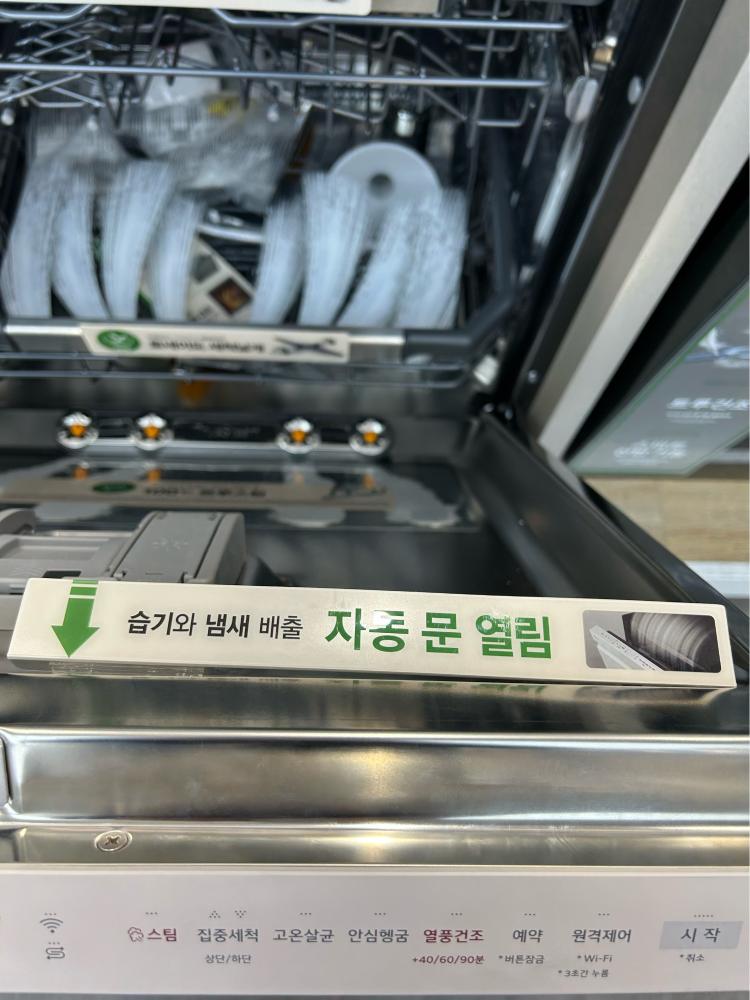 습기와 냄새 배출 자동 문 열림
스팀 집중세척 고온살균 안심헹굼 열풍건조 예약 원격제어 시작
상단/하단 +40/60/90분 *버튼잠금 *Wi-Fi *취소
*3초간 누름